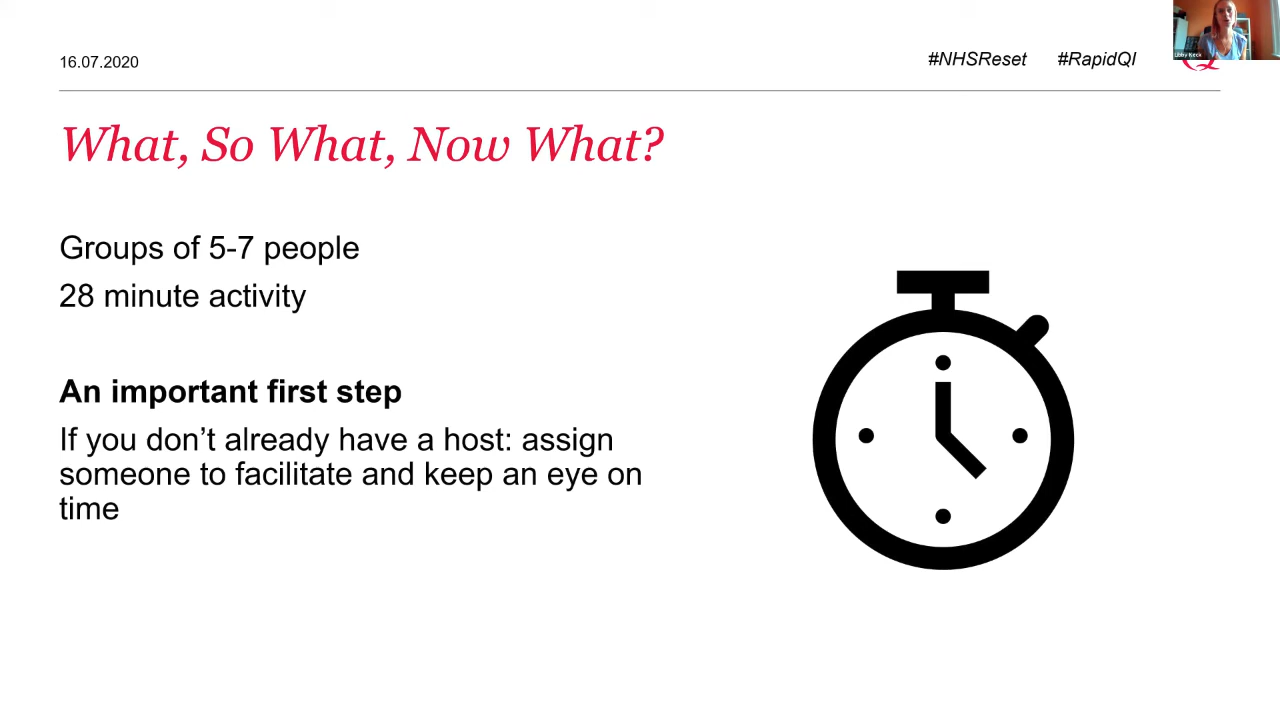 16.07.2020
#NHSReset #RapidQI
Libby Keck
What, So What, Now What?
Groups of 5-7 people
28 minute activity
An important first step
If you don’t already have a host: assign
someone to facilitate and keep an eye on
time